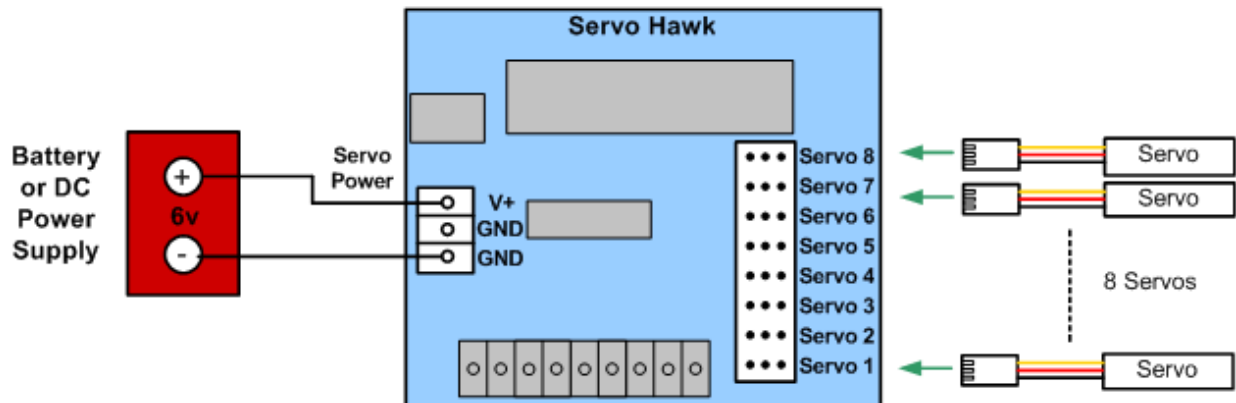 Servo Hawk
Battery
or DC
Power
Supply
+
6v
-
Servo
Power
V+
GND
GND
Servo 8
Servo 7
Servo 6
Servo 5
Servo 4
Servo 3
Servo 2
Servo 1
Servo
Servo
8 Servos
Servo